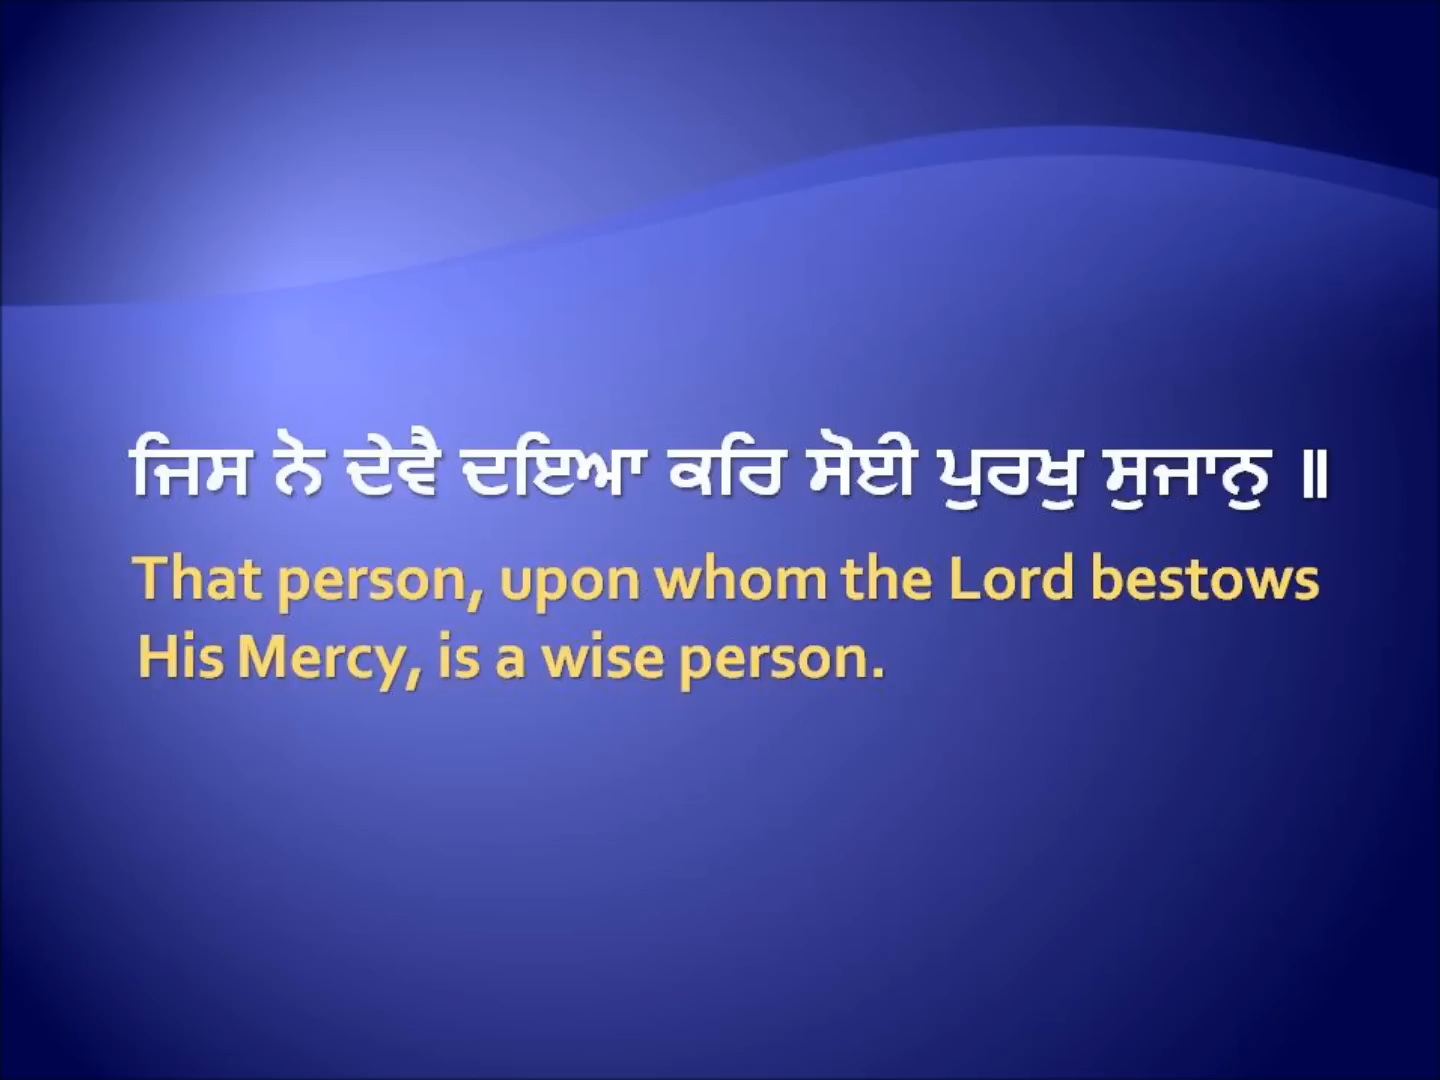 ਜਿਸ ਨੋ ਦੇਵੈ ਦਇਆ ਕਰਿ ਸੋਈ ਪੁਰਖੁ ਸੁਜਾਨੁ ॥
That person, upon whom the Lord bestows
His Mercy, is a wise person.